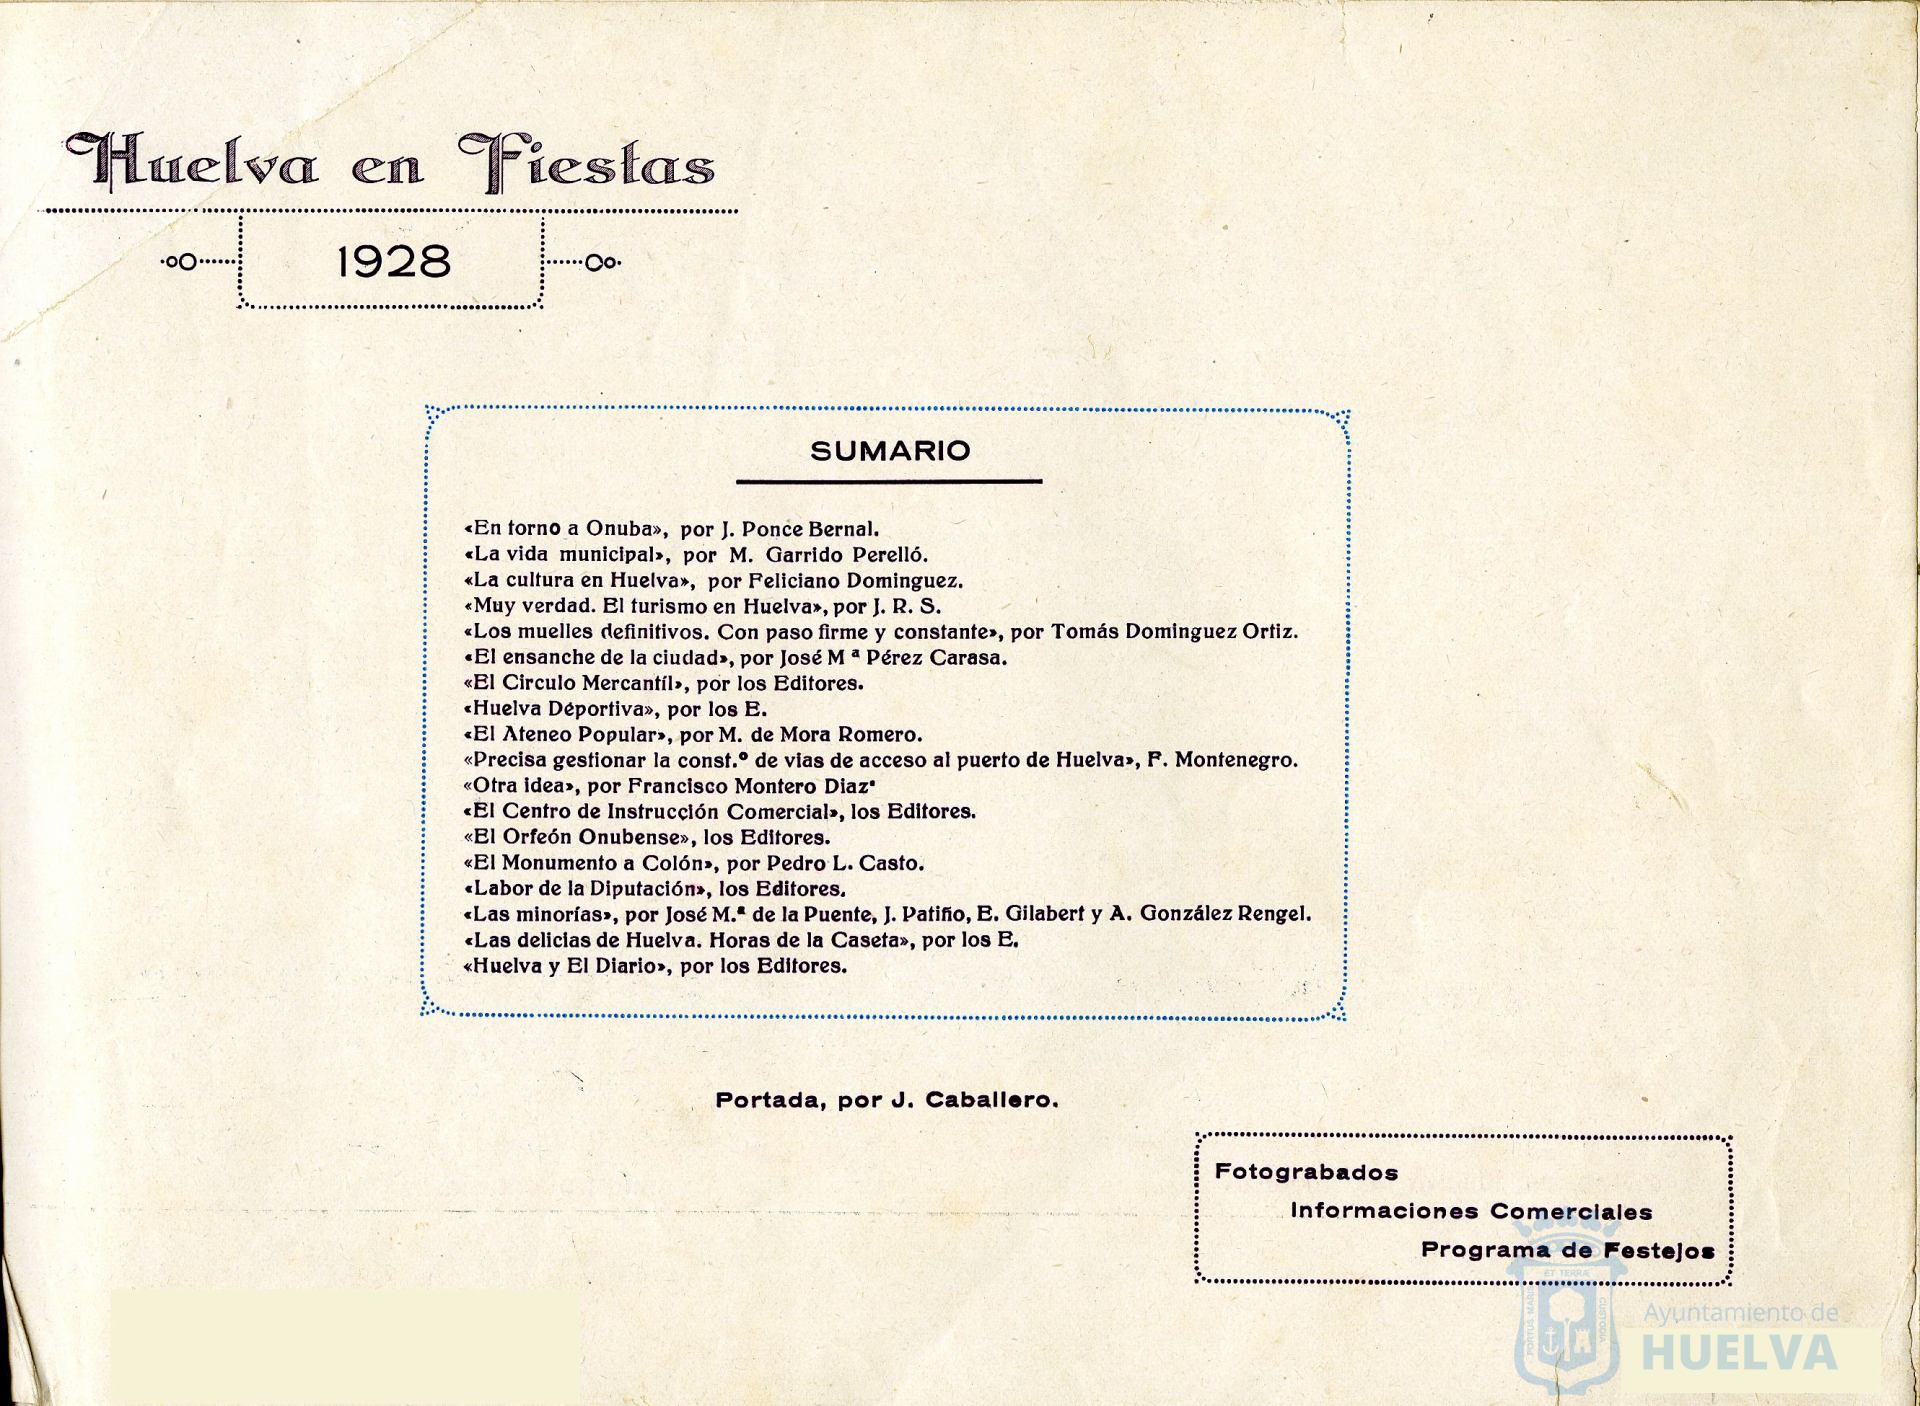 Huelva en Fiestas
1928
SUMARIO
«En torno a Onuba», por J. Ponce Bernal.
«La vida municipal», por M. Garrido Perelló.
«La cultura en Huelva», por Feliciano Dominguez.
«Muy verdad. El turismo en Huelva», por J. R. S.
«Los muelles definitivos. Con paso firme y constante», por Tomás Dominguez Ortiz.
«El ensanche de la ciudad», por José M ª Pérez Carasa.
«El Circulo Mercantíl», por los Editores.
«Huelva Déportiva», por los E.
«El Ateneo Popular», por M. de Mora Romero.
«Precisa gestionar la const.º de vias de acceso al puerto de Huelva», F. Montenegro.
«Otra idea», por Francisco Montero Diaz.
«El Centro de Instrucción Comercial», los Editores.
«El Orfeón Onubense», los Editores.
«El Monumento a Colón», por Pedro L. Casto.
«Labor de la Diputación», los Editores.
«Las minorías», por José M.ª de la Puente, J. Patiño, E. Gilabert y A. González Rengel.
«Las delicias de Huelva. Horas de la Caseta», por los E.
«Huelva y El Diario», por los Editores.
Portada, por J. Caballero.
Fotograbados
Informaciones Comerciales
Programa de Festejos
PORTUS MARIS ET TERRÆ CUSTODIA
Ayuntamiento de
HUELVA